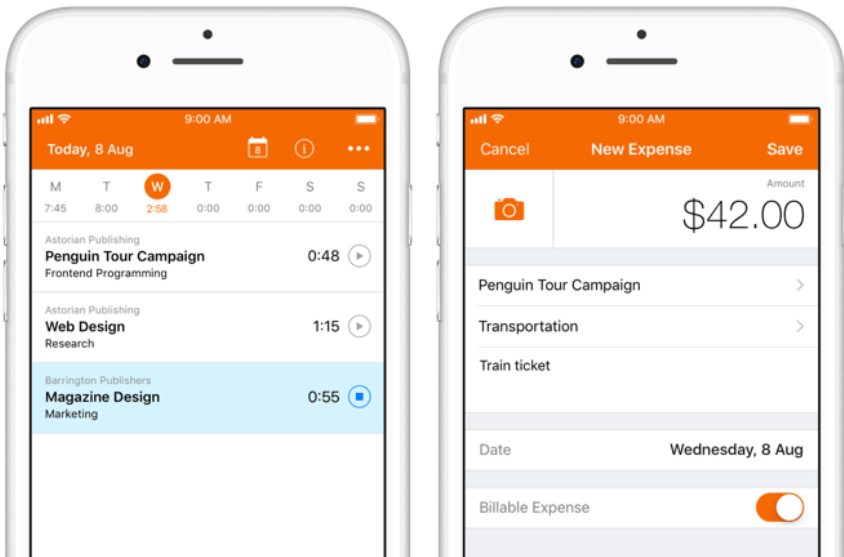 9:00 AM
Today, 8 Aug 8
M T W T F S S
7:45 8:00 2:58 0:00 0:00 0:00 0:00
Astorian Publishing
Penguin Tour Campaign 0:48
Frontend Programming
Astorian Publishing
Web Design 1:15
Research
Barrington Publishers
Magazine Design 0:55
Marketing
9:00 AM
Cancel New Expense Save
Amount
$42.00
Penguin Tour Campaign
Transportation
Train ticket
Date Wednesday, 8 Aug
Billable Expense